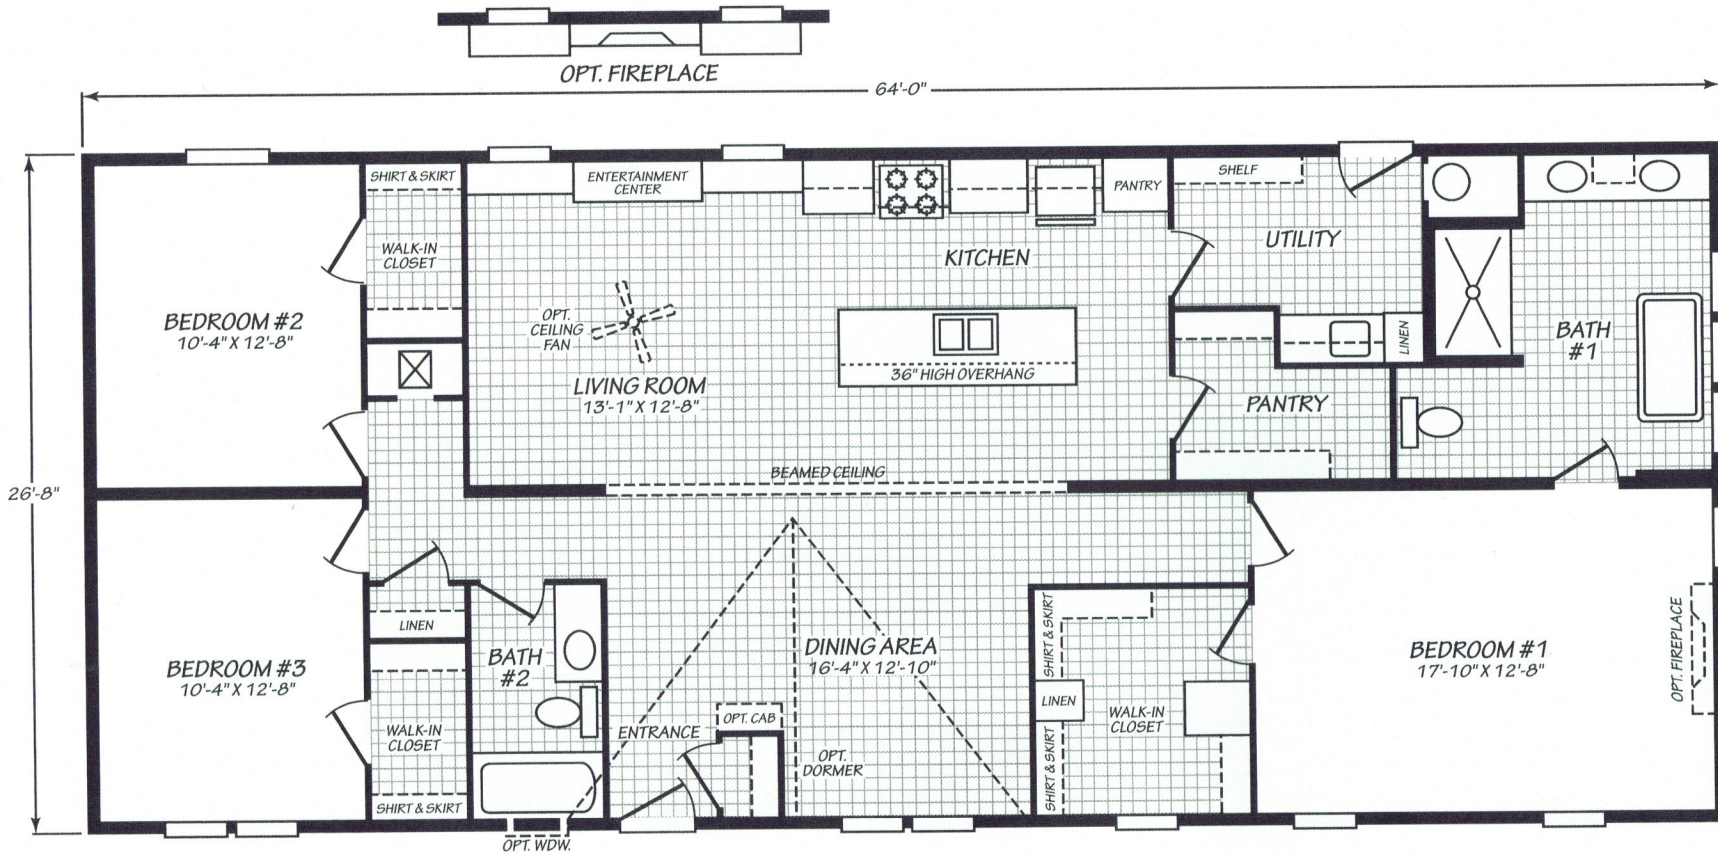 OPT. FIREPLACE
64'-0"
26'-8"
SHIRT & SKIRT
WALK-IN
CLOSET
BEDROOM #2
10'-4" X 12'-8"
ENTERTAINMENT
CENTER
OPT.
CEILING
FAN
LIVING ROOM
13'-1" X 12'-8"
KITCHEN
PANTRY
36" HIGH OVERHANG
BEAMED CEILING
SHELF
UTILITY
LINEN
PANTRY
BATH
#1
BEDROOM #3
10'-4" X 12'-8"
LINEN
WALK-IN
CLOSET
SHIRT & SKIRT
BATH
#2
OPT. WDW.
ENTRANCE
OPT. CAB
DINING AREA
16'-4" X 12'-10"
OPT.
DORMER
SHIRT & SKIRT
LINEN
SHIRT & SKIRT
WALK-IN
CLOSET
BEDROOM #1
17'-10" X 12'-8"
OPT. FIREPLACE